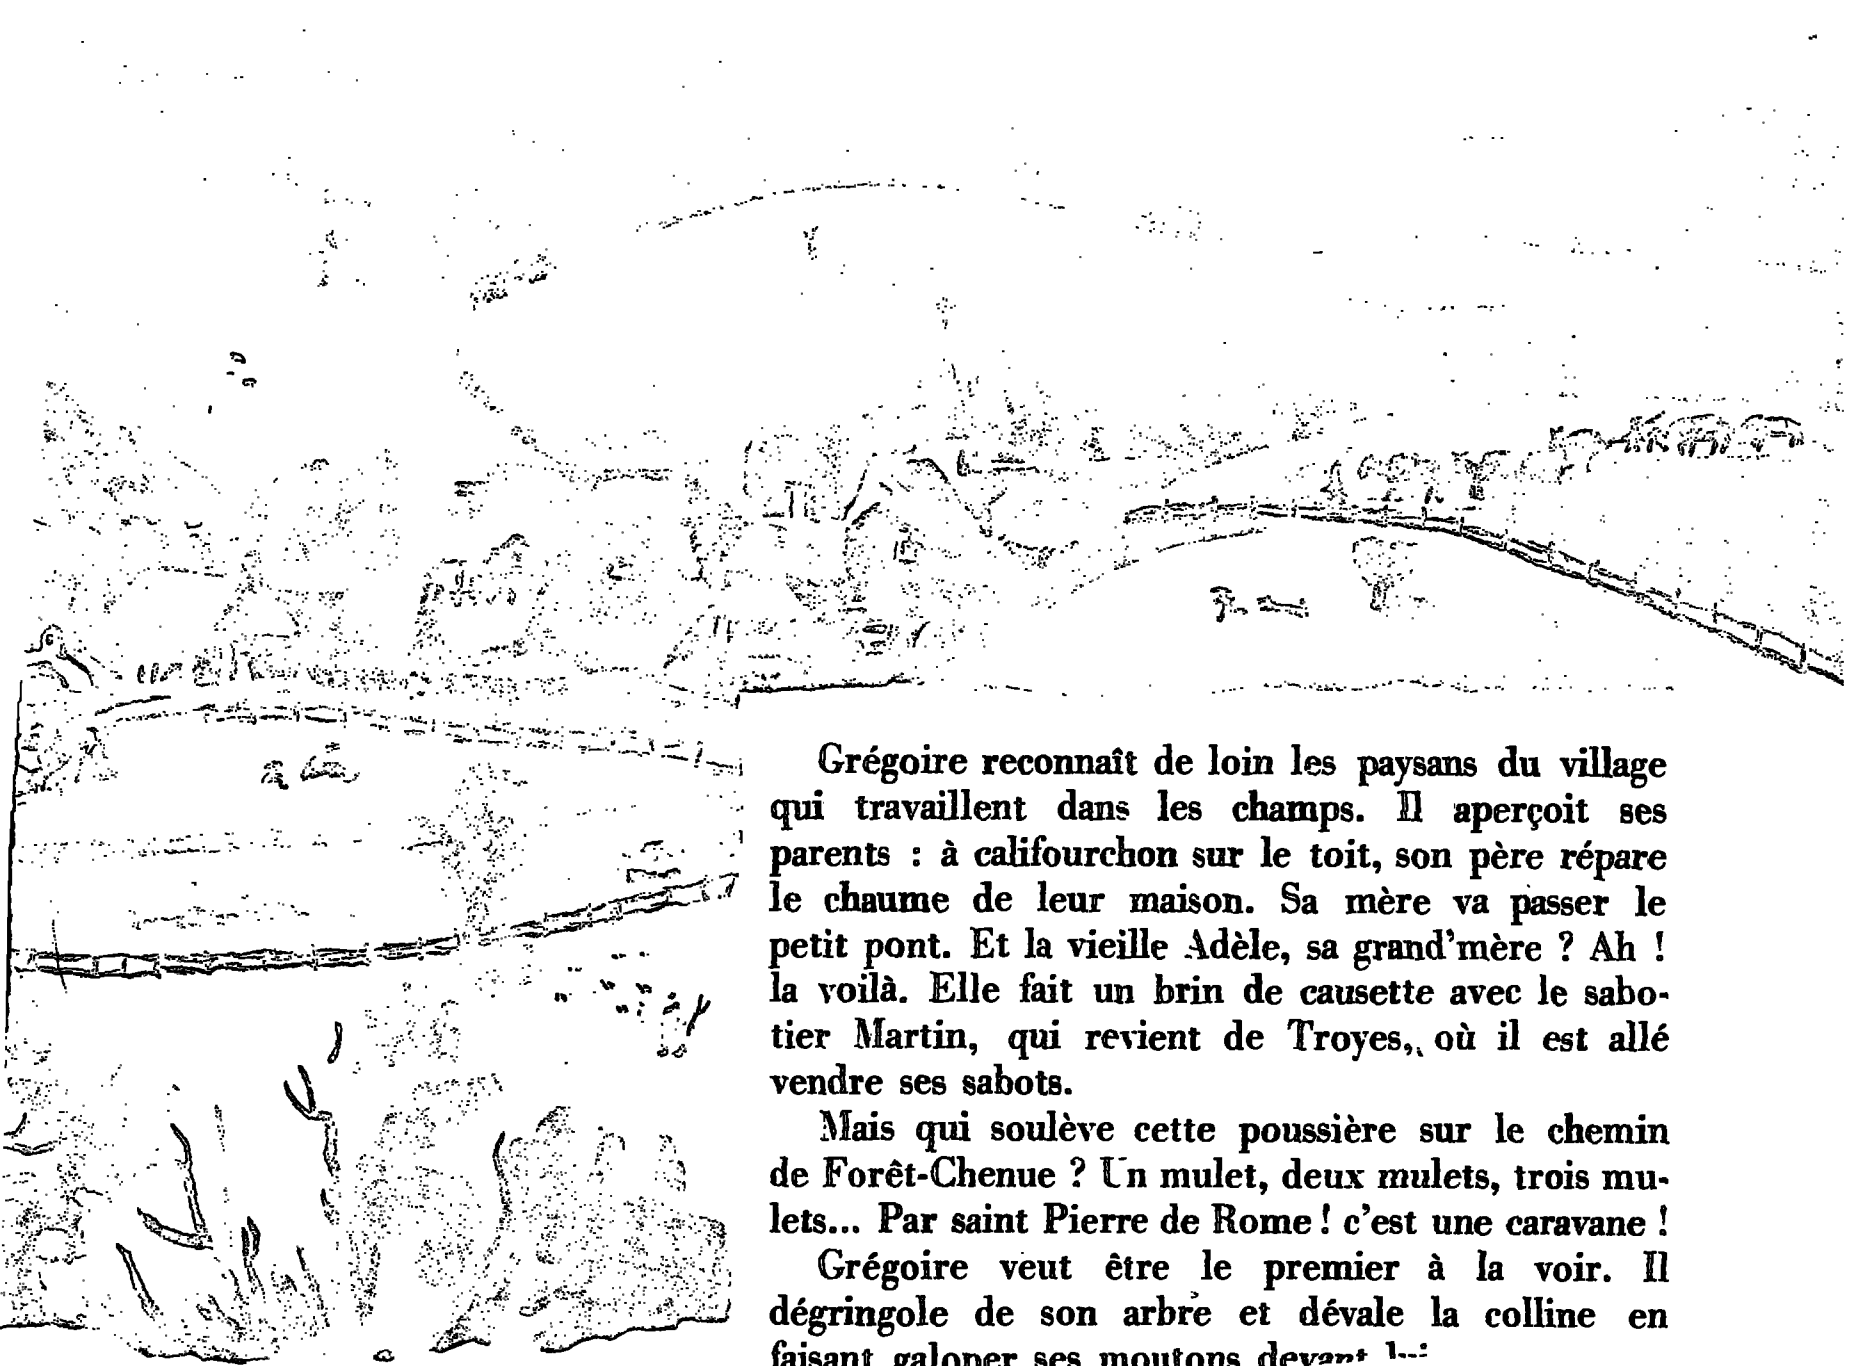 Grégoire reconnaît de loin les paysans du village
qui travaillent dans les champs. Il aperçoit ses
parents : à califourchon sur le toit, son père répare
le chaume de leur maison. Sa mère va passer le
petit pont. Et la vieille Adèle, sa grand'mère ? Ah !
la voilà. Elle fait un brin de causette avec le sabo-
tier Martin, qui revient de Troyes, où il est allé
vendre ses sabots.
Mais qui soulève cette poussière sur le chemin
de Forêt-Chenue ? Un mulet, deux mulets, trois mu-
lets... Par saint Pierre de Rome ! c'est une caravane !
Grégoire veut être le premier à la voir. Il
dégringole de son arbre et dévale la colline en
faisant galoper ses moutons devant lui